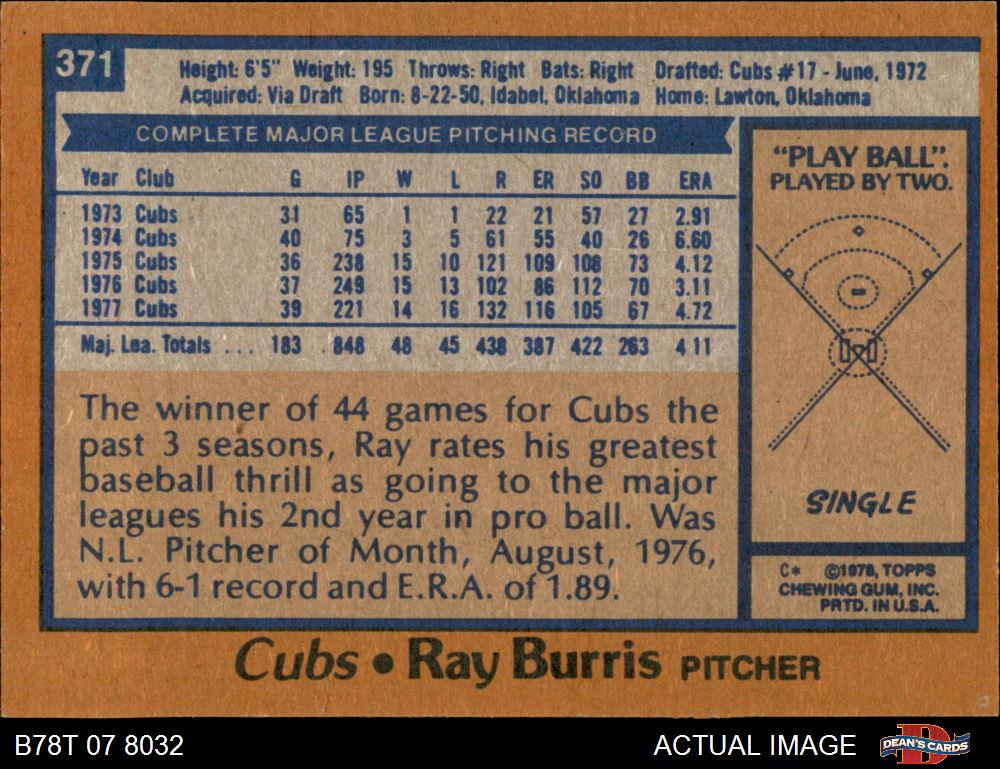 371
Height: 6'5" Weight: 195 Throws: Right Bats: Right Drafted: Cubs #17 - June, 1972
Acquired: Via Draft Born: 8-22-50, Idabel, Oklahoma Home: Lawton, Oklahoma
COMPLETE MAJOR LEAGUE PITCHING RECORD
Year Club G IP W L R ER SO BB ERA
1973 Cubs 31 65 1 1 22 21 57 27 2.91
1974 Cubs 40 75 3 5 61 55 40 26 6.60
1975 Cubs 36 238 15 10 121 109 108 73 4.12
1976 Cubs 37 249 15 13 102 86 112 70 3.11
1977 Cubs 39 221 14 16 132 116 105 67 4.72
Maj. Lea. Totals ... 183 848 48 45 438 387 422 263 4 11
The winner of 44 games for Cubs the
past 3 seasons, Ray rates his greatest
baseball thrill as going to the major
leagues his 2nd year in pro ball. Was
N.L. Pitcher of Month, August, 1976,
with 6-1 record and E.R.A. of 1.89.
"PLAY BALL".
PLAYED BY TWO.
SINGLE
C* ©1978, TOPPS
CHEWING GUM, INC.
PRTD. IN U.S.A.
Cubs • Ray Burris PITCHER
B78T 07 8032
ACTUAL IMAGE
D
DEAN'S CARDS